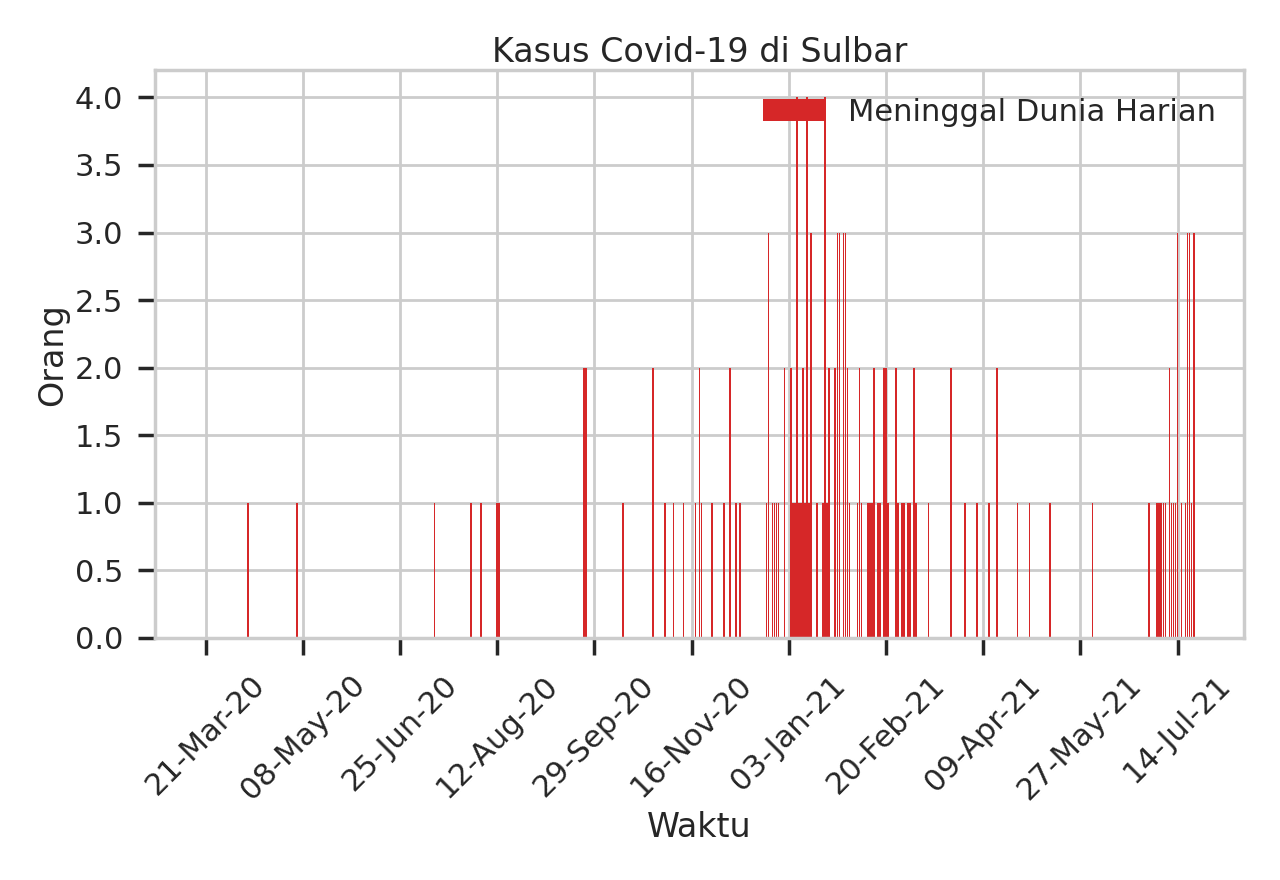 Kasus Covid-19 di Sulbar
Meninggal Dunia Harian
Orang
4.0
3.5
3.0
2.5
2.0
1.5
1.0
0.5
0.0
21-Mar-20
08-May-20
25-Jun-20
12-Aug-20
29-Sep-20
16-Nov-20
03-Jan-21
20-Feb-21
09-Apr-21
27-May-21
14-Jul-21
Waktu